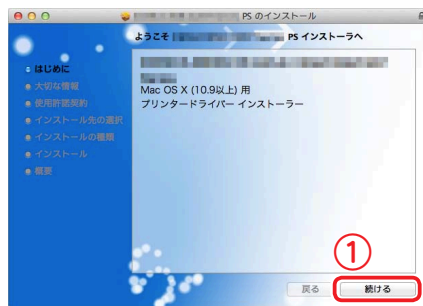 PS のインストール
ようこそ PS インストーラへ
はじめに
大切な情報
使用許諾契約
インストール先の選択
インストールの種類
インストール
概要
Mac OS X (10.9以上) 用
プリンタードライバー インストーラー
①
戻る
続ける